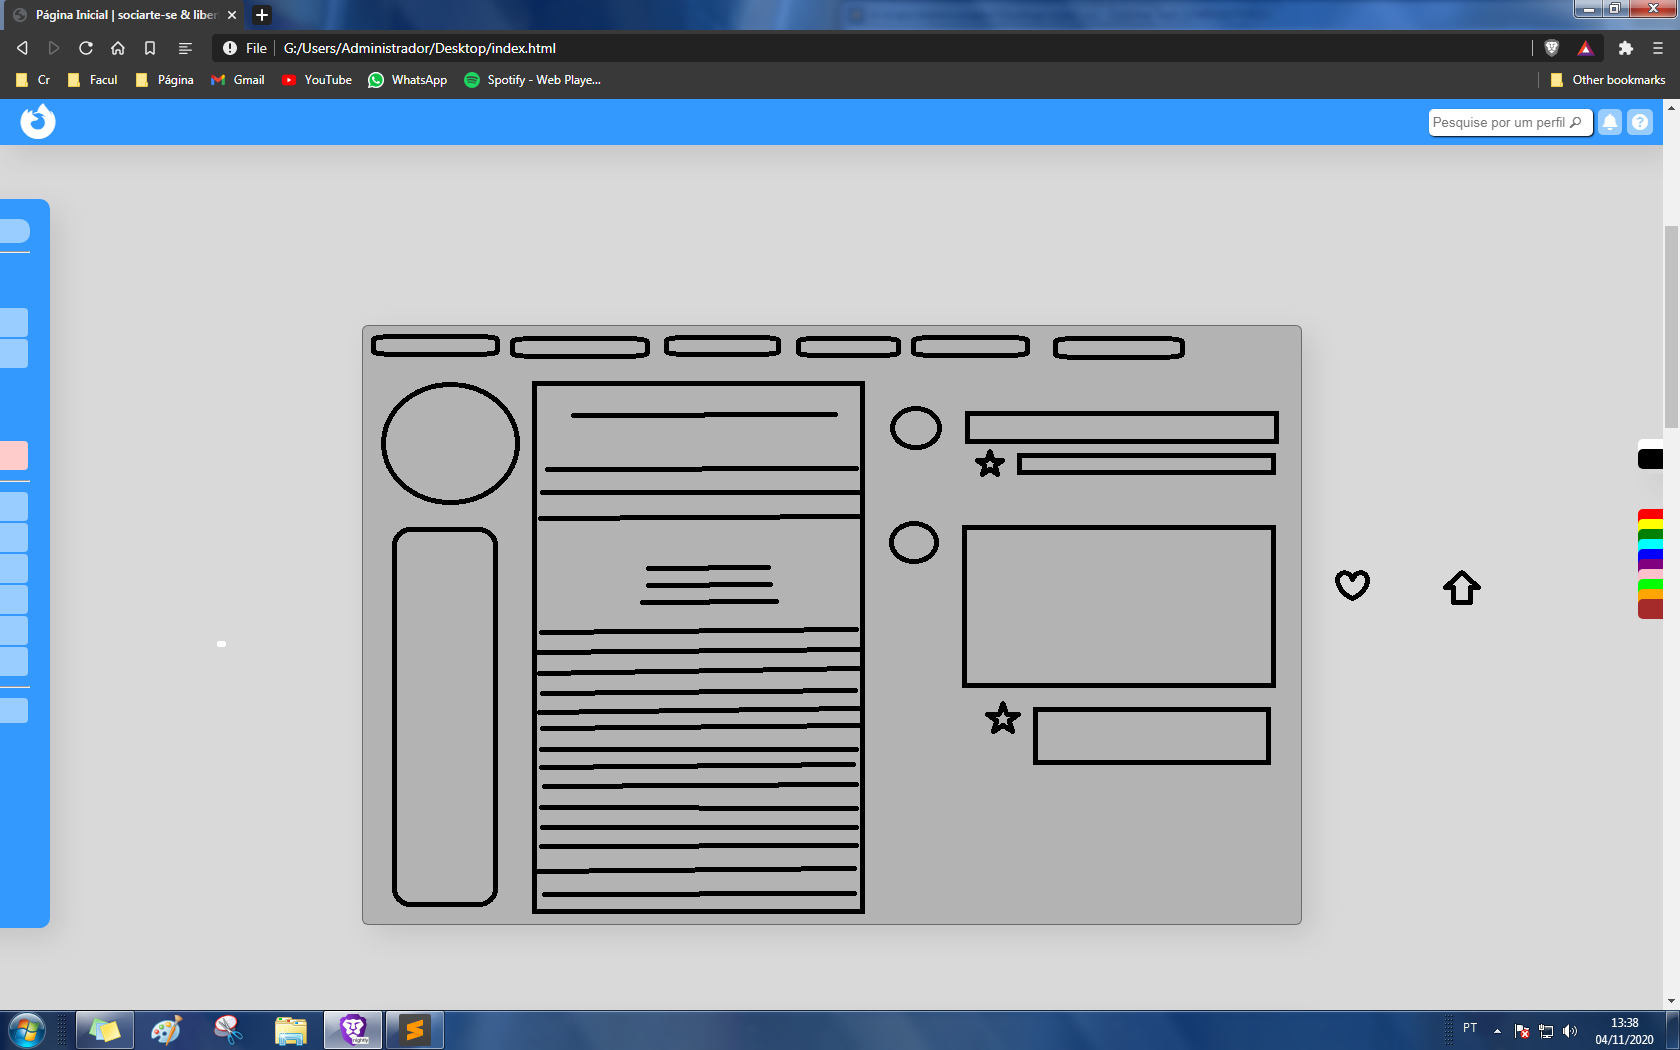 Página Inicial | sociarte-se & liber
File
G:/Users/Administrador/Desktop/index.html
Cr
Facul
Página
Gmail
YouTube
WhatsApp
Spotify - Web Playe...
Other bookmarks
Pesquise por um perfil
?
nightly
PT
13:38
04/11/2020